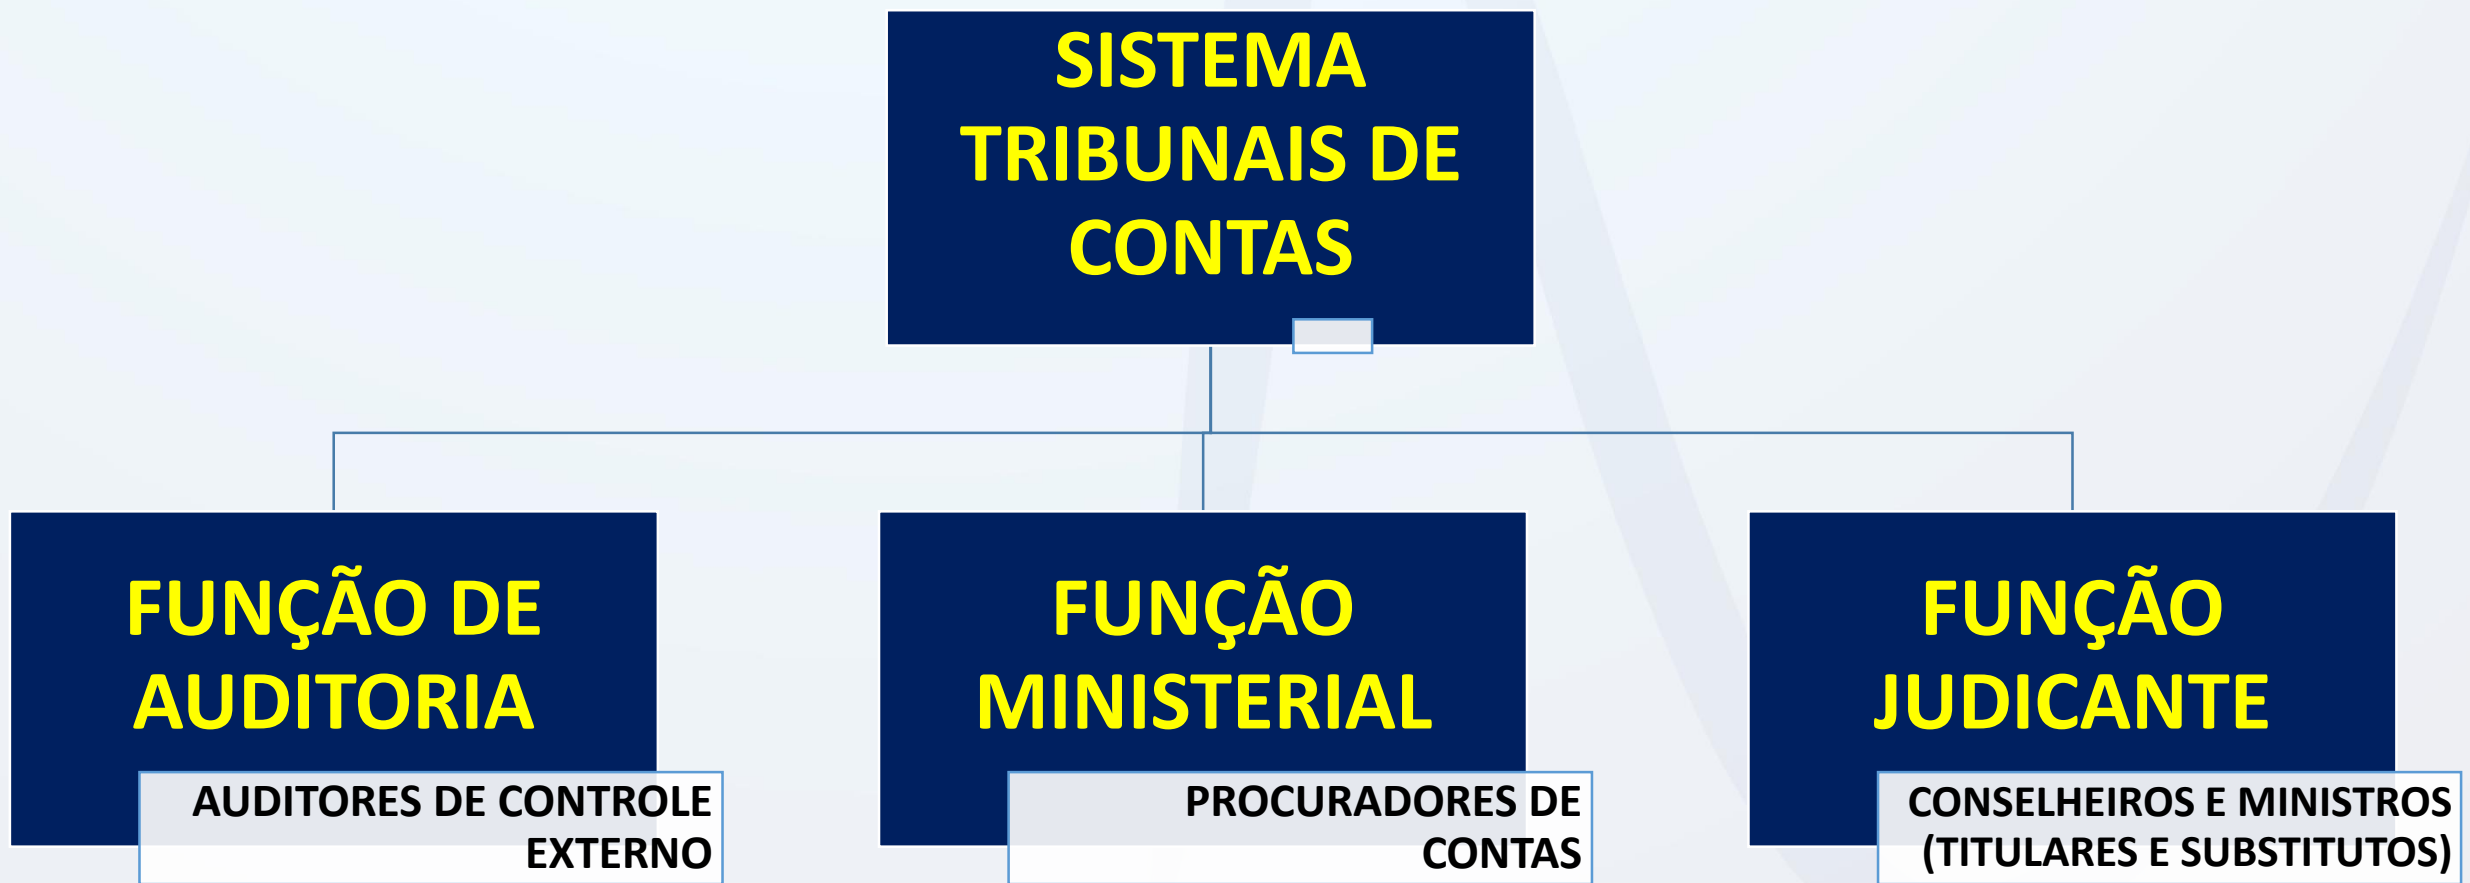 SISTEMA
TRIBUNAIS DE
CONTAS
FUNÇÃO DE
AUDITORIA
AUDITORES DE CONTROLE
EXTERNO
FUNÇÃO
MINISTERIAL
PROCURADORES DE
CONTAS
FUNÇÃO
JUDICANTE
CONSELHEIROS E MINISTROS
(TITULARES E SUBSTITUTOS)